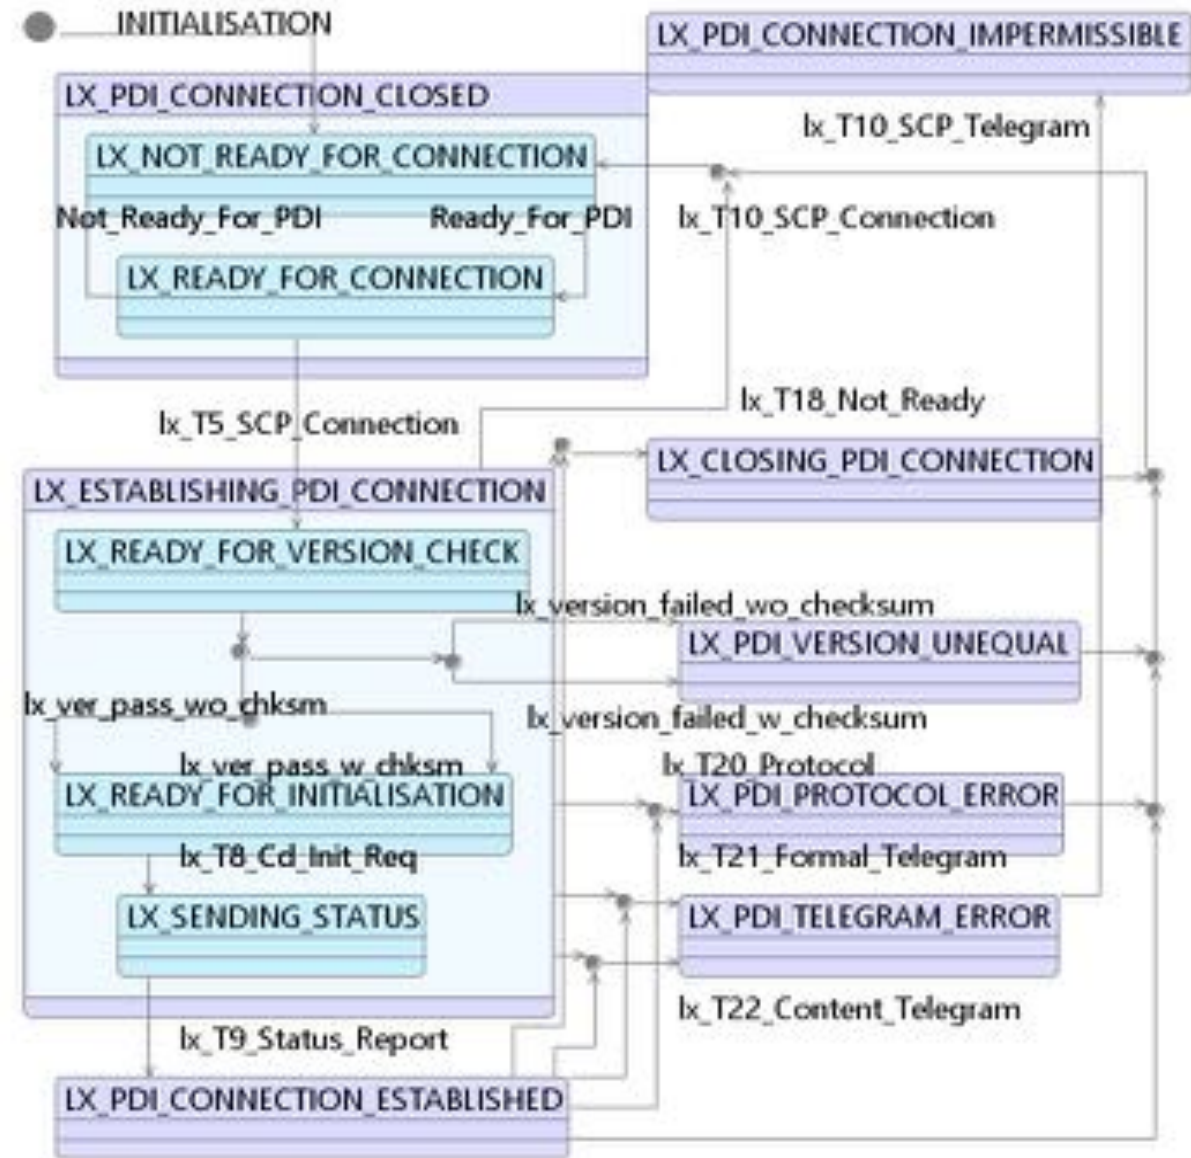 INITIALISATION
LX_PDI_CONNECTION_IMPERMISSIBLE
LX_PDI_CONNECTION_CLOSED
lx_T10_SCP_Telegram
LX_NOT_READY_FOR_CONNECTION
Not_Ready_For_PDI
Ready_For_PDI
lx_T10_SCP_Connection
LX_READY_FOR_CONNECTION
lx_T18_Not_Ready
lx_T5_SCP_Connection
LX_CLOSING_PDI_CONNECTION
LX_ESTABLISHING_PDI_CONNECTION
LX_READY_FOR_VERSION_CHECK
lx_version_failed_wo_checksum
LX_PDI_VERSION_UNEQUAL
lx_ver_pass_wo_chksm
lx_version_failed_w_checksum
lx_ver_pass_w_chksm
lx_T20_Protocol
LX_READY_FOR_INITIALISATION
LX_PDI_PROTOCOL_ERROR
lx_T8_Cd_Init_Req
lx_T21_Formal_Telegram
LX_SENDING_STATUS
LX_PDI_TELEGRAM_ERROR
lx_T22_Content_Telegram
lx_T9_Status_Report
LX_PDI_CONNECTION_ESTABLISHED